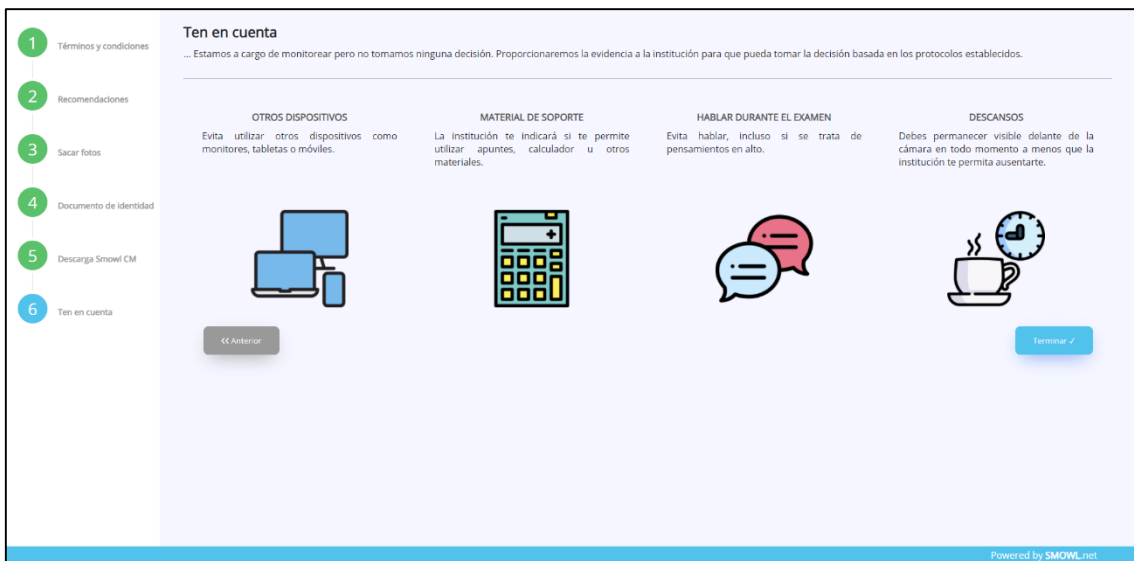 1 Términos y condiciones
2 Recomendaciones
3 Sacar fotos
4 Documento de identidad
5 Descarga Smowl CM
6 Ten en cuenta
Ten en cuenta
... Estamos a cargo de monitorear pero no tomamos ninguna decisión. Proporcionaremos la evidencia a la institución para que pueda tomar la decisión basada en los protocolos establecidos.
OTROS DISPOSITIVOS
Evita utilizar otros dispositivos como
monitores, tabletas o móviles.
MATERIAL DE SOPORTE
La institución te indicará si te permite
utilizar apuntes, calculador u otros
materiales.
HABLAR DURANTE EL EXAMEN
Evita hablar, incluso si se trata de
pensamientos en alto.
DESCANSOS
Debes permanecer visible delante de la
cámara en todo momento a menos que la
institución te permita ausentarte.
<< Anterior
Terminar ✓
Powered by SMOWL.net